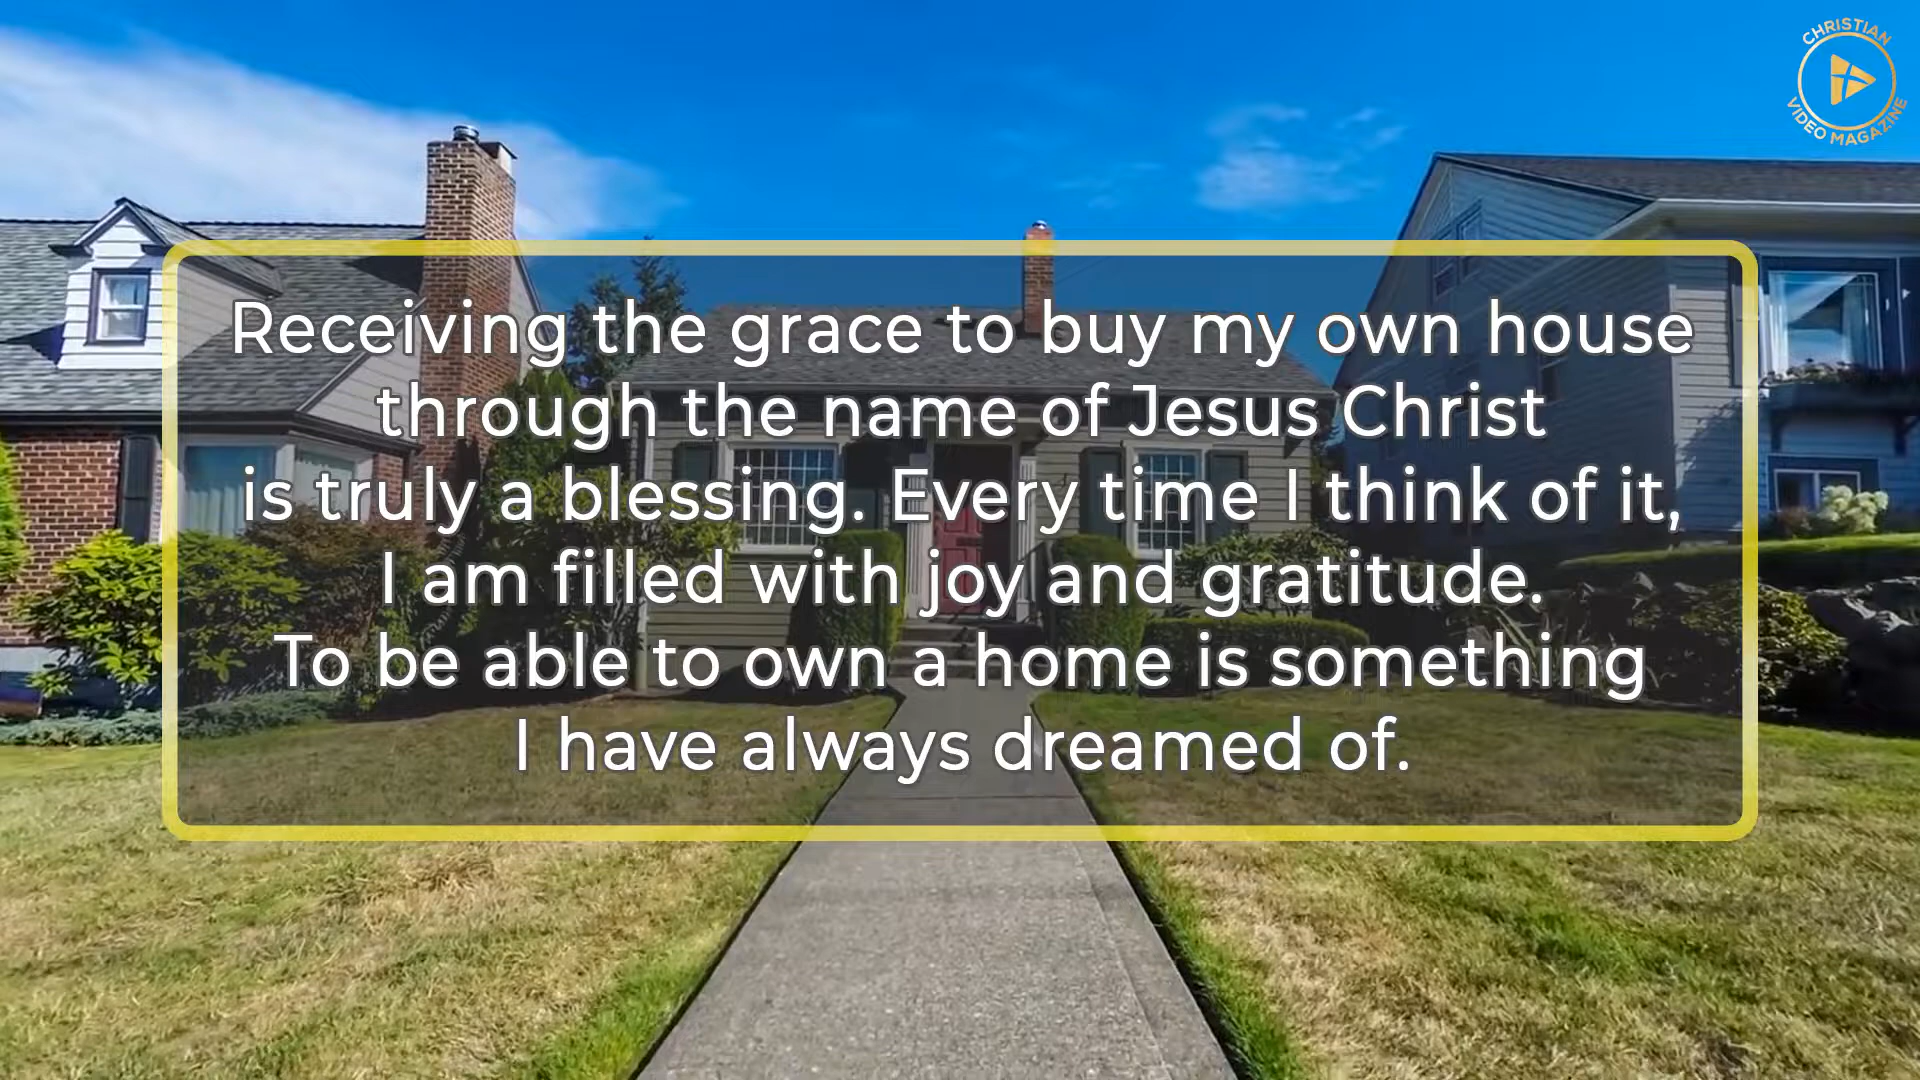 CHRISTIAN
VIDEO MAGAZINE
Receiving the grace to buy my own house
through the name of Jesus Christ
is truly a blessing. Every time I think of it,
I am filled with joy and gratitude.
To be able to own a home is something
I have always dreamed of.